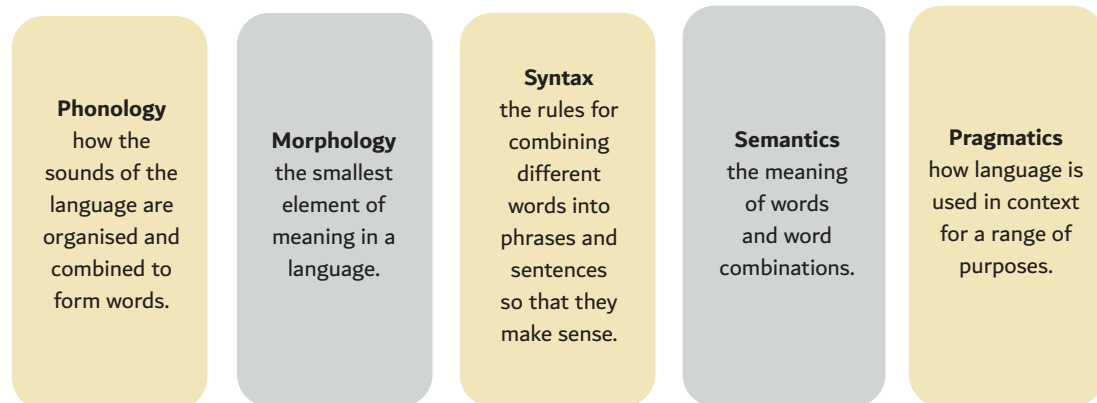 Phonology
how the
sounds of the
language are
organised and
combined to
form words.
Morphology
the smallest
element of
meaning in a
language.
Syntax
the rules for
combining
different
words into
phrases and
sentences
so that they
make sense.
Semantics
the meaning
of words
and word
combinations.
Pragmatics
how language is
used in context
for a range of
purposes.